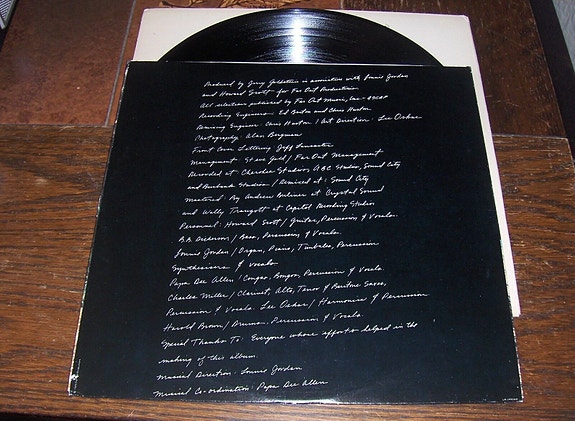 Produced by Jerry Goldstein in association with Lonnie Jordan
and Howard Scott for Far Out Productions
All selections published by Far Out Music, Inc - ASCAP
Recording Engineers: Ed Barton and Chris Huston
Remixing Engineer: Chris Huston / Art Direction: Lee Oskar
Photography: Alan Bergman
Front Cover Lettering Jeff Lancaster
Management: Steve Gold / Far Out Management
Recorded at Cherokee Studios, ABC Studios, Sound City
and Burbank Studios / Remixed at: Sound City
Mastered: By Andrew Berliner at Crystal Sound
and Wally Traugott at Capitol Recording Studios
Personnel: Howard Scott / Guitar, Percussion & Vocals.
B.B. Dickerson / Bass, Percussion & Vocals.
Lonnie Jordan / Organ, Piano, Timbales, Percussion
Synthesizers & Vocals
Papa Dee Allen / Congas, Bongos, Percussion & Vocals
Charles Miller / Clarinet, Alto, Tenor & Baritone Saxes,
Percussion & Vocals Lee Oskar / Harmonica & Percussion
Harold Brown / Drums, Percussion & Vocals
Special Thanks To: Everyone whose efforts helped in the
making of this album.
Musical Direction: Lonnie Jordan
Musical Co-ordination: Papa Dee Allen